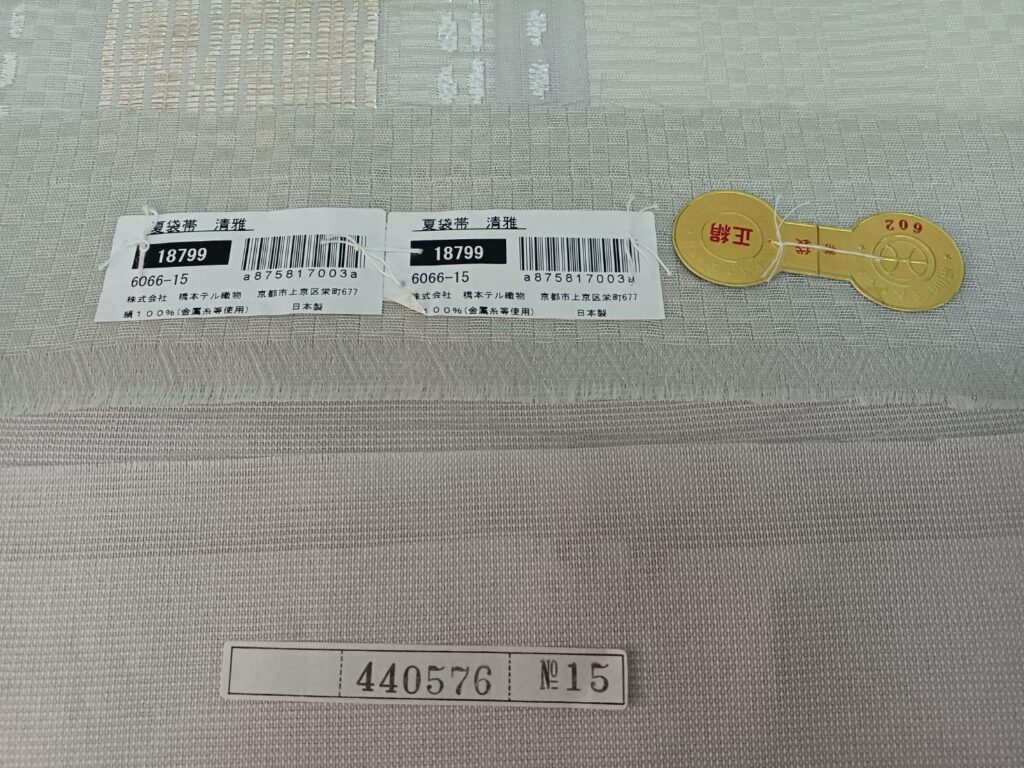 夏袋帯 清雅
18799
6066-15
a875817003a
株式会社 橋本テル織物 京都市上京区栄町677
絹100%(金属糸等使用) 日本製
夏袋帯 清雅
18799
6066-15
a875817003a
株式会社 橋本テル織物 京都市上京区栄町677
100%(金属糸等使用) 日本製
正絹
602
440576 №15